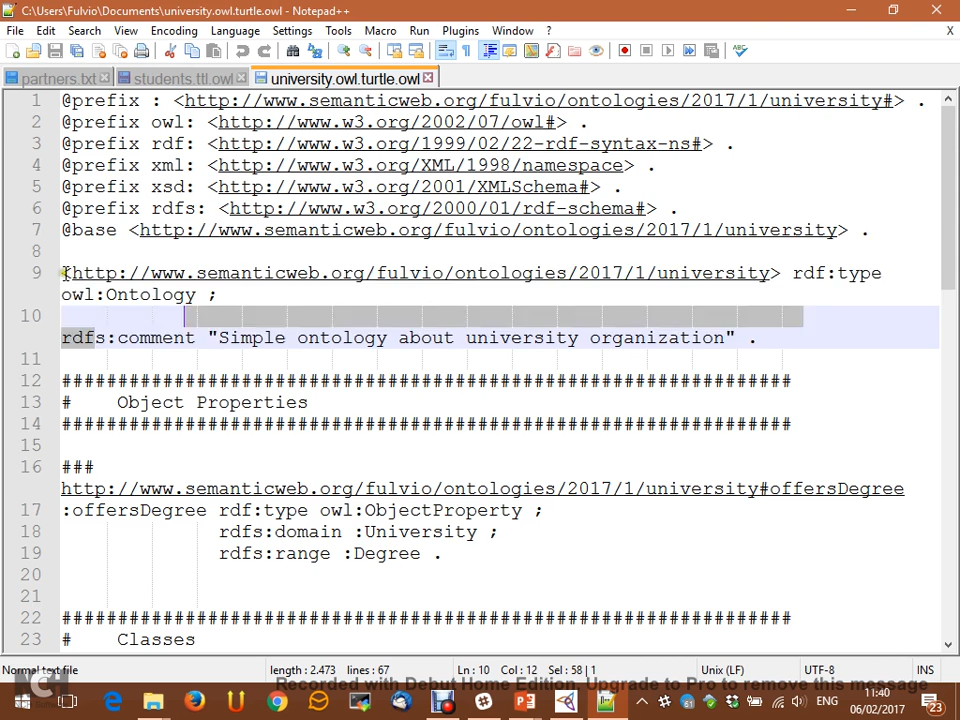 C:\Users\Fulvio\Documents\university.owl.turtle.owl - Notepad++
File Edit Search View Encoding Language Settings Tools Macro Run Plugins Window ? X
partners.txt students.ttl.owl university.owl.turtle.owl
1 @prefix : <http://www.semanticweb.org/fulvio/ontologies/2017/1/university#> .
2 @prefix owl: <http://www.w3.org/2002/07/owl#> .
3 @prefix rdf: <http://www.w3.org/1999/02/22-rdf-syntax-ns#> .
4 @prefix xml: <http://www.w3.org/XML/1998/namespace> .
5 @prefix xsd: <http://www.w3.org/2001/XMLSchema#> .
6 @prefix rdfs: <http://www.w3.org/2000/01/rdf-schema#> .
7 @base <http://www.semanticweb.org/fulvio/ontologies/2017/1/university> .
8
9 <http://www.semanticweb.org/fulvio/ontologies/2017/1/university> rdf:type
owl:Ontology ;
10
rdfs:comment "Simple ontology about university organization" .
11
12 #################################################################
13 # Object Properties
14 #################################################################
15
16 ###
http://www.semanticweb.org/fulvio/ontologies/2017/1/university#offersDegree
17 :offersDegree rdf:type owl:ObjectProperty ;
18 rdfs:domain :University ;
19 rdfs:range :Degree .
20
21
22 #################################################################
23 # Classes
Normal text file length : 2.473 lines : 67 Ln : 10 Col : 12 Sel : 58 | 1 Unix (LF) UTF-8 INS
Recorded with Debut Home Edition. Upgrade to Pro to remove this message
NCH
61 ENG 11:40
06/02/2017 23